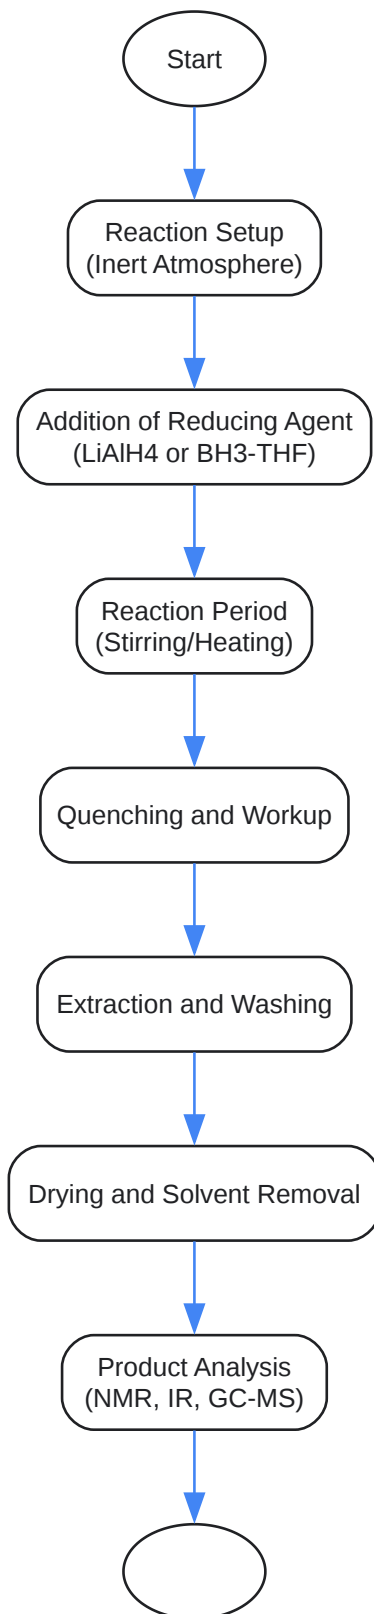 Start
Reaction Setup
(Inert Atmosphere)
Addition of Reducing Agent
(LiAlH4 or BH3-THF)
Reaction Period
(Stirring/Heating)
Quenching and Workup
Extraction and Washing
Drying and Solvent Removal
Product Analysis
(NMR, IR, GC-MS)